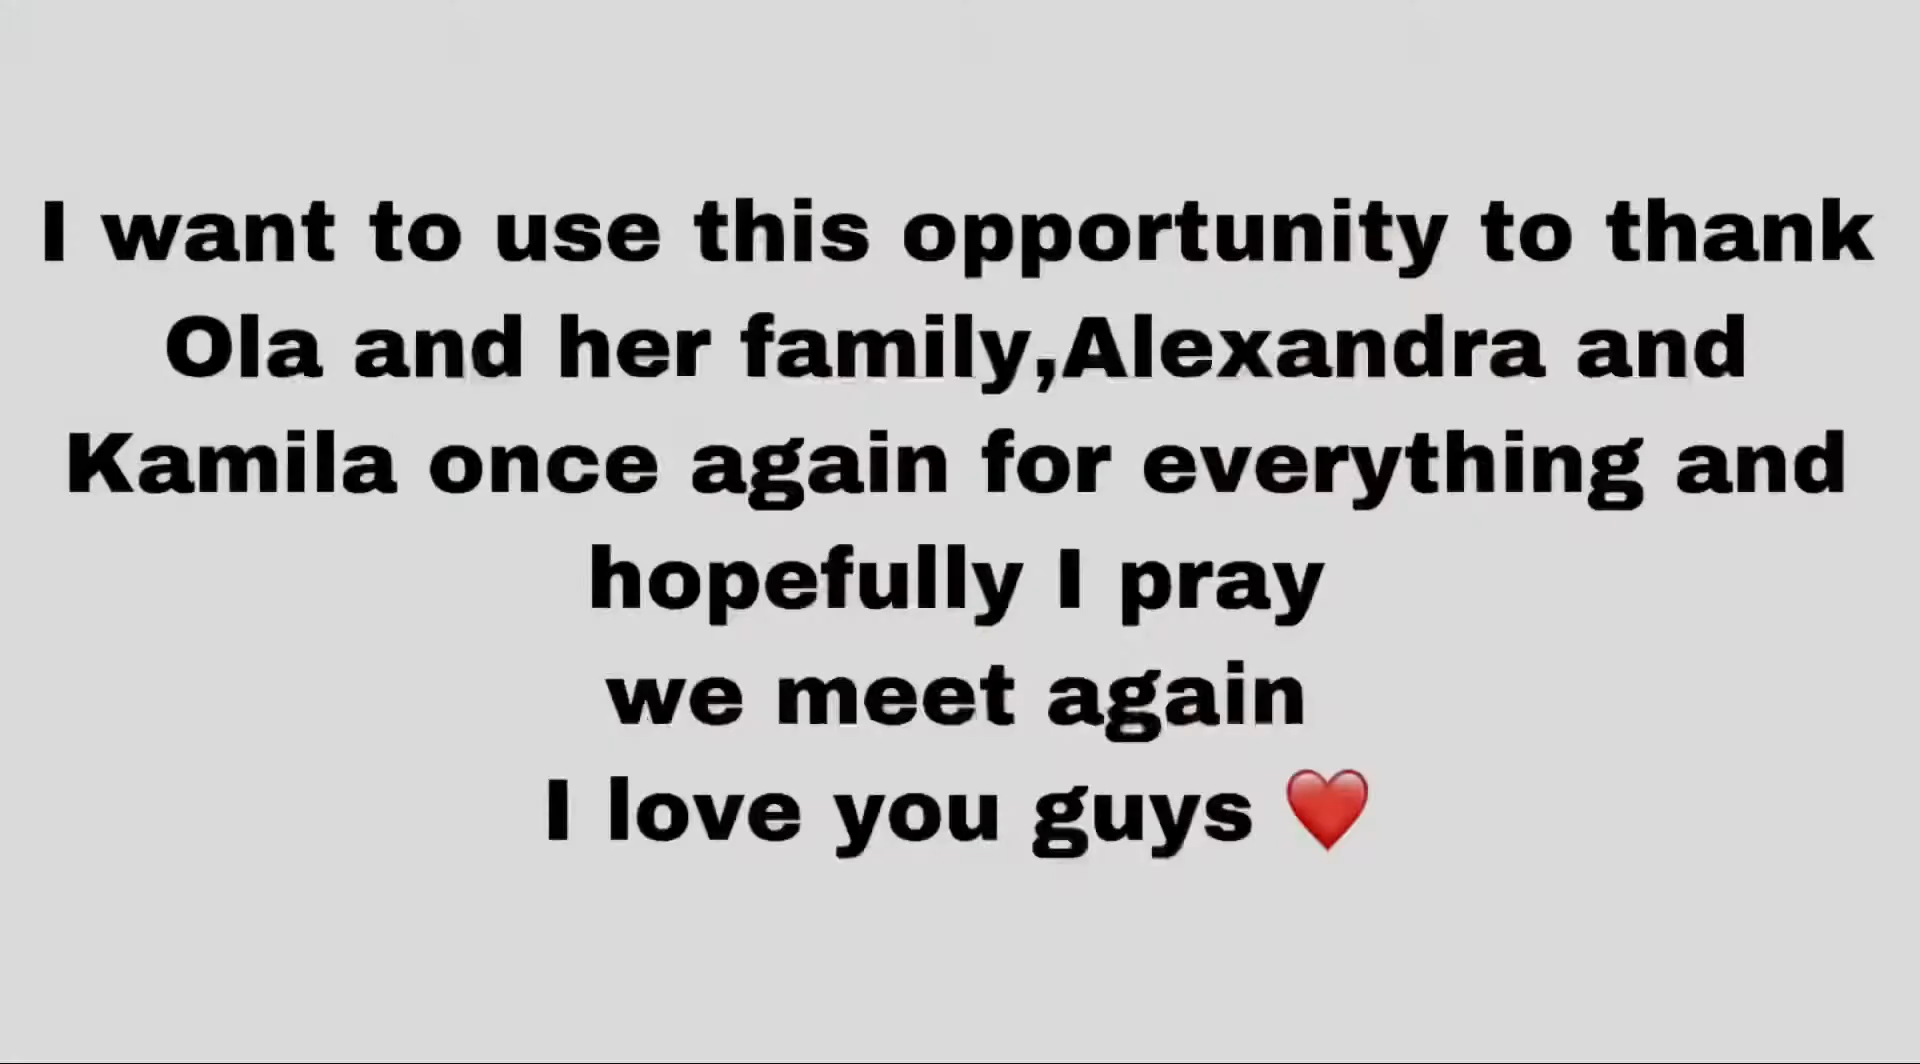 I want to use this opportunity to thank
Ola and her family,Alexandra and
Kamila once again for everything and
hopefully I pray
we meet again
I love you guys ❤️